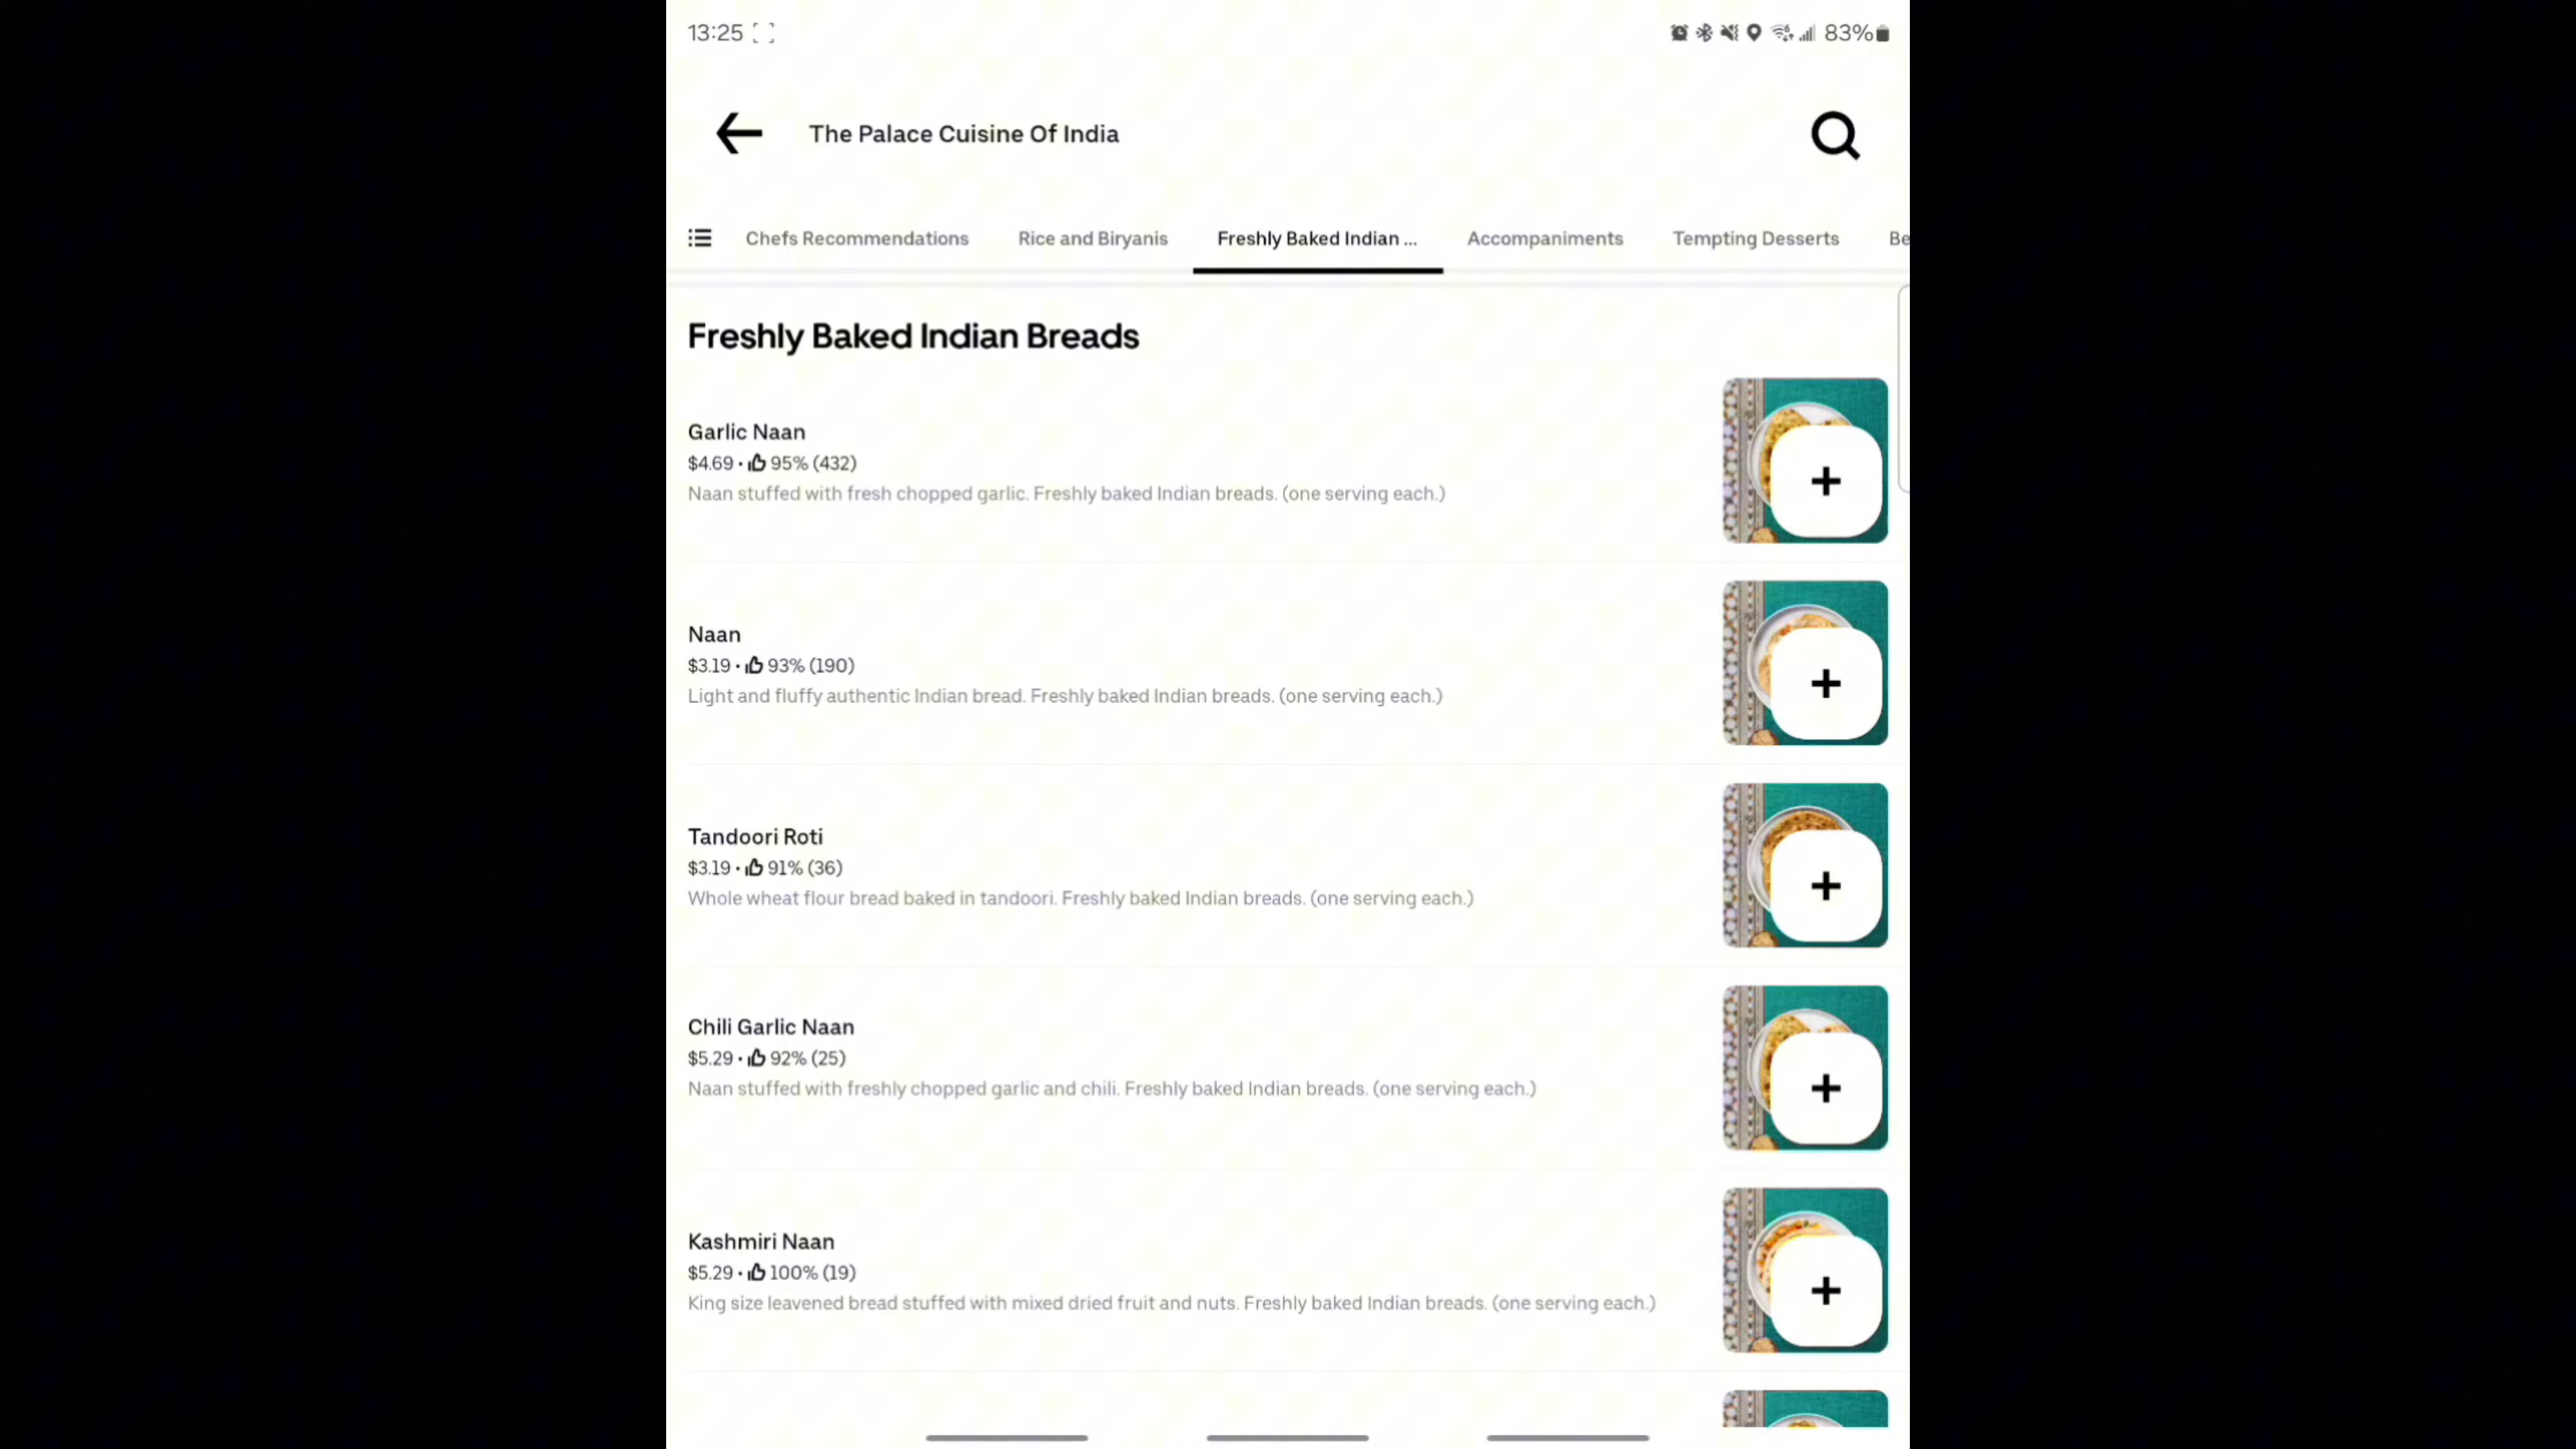 13:25
83%
The Palace Cuisine Of India
Chefs Recommendations
Rice and Biryanis
Freshly Baked Indian ...
Accompaniments
Tempting Desserts
Be
Freshly Baked Indian Breads
Garlic Naan
$4.69 • 95% (432)
Naan stuffed with fresh chopped garlic. Freshly baked Indian breads. (one serving each.)
Naan
$3.19 • 93% (190)
Light and fluffy authentic Indian bread. Freshly baked Indian breads. (one serving each.)
Tandoori Roti
$3.19 • 91% (36)
Whole wheat flour bread baked in tandoori. Freshly baked Indian breads. (one serving each.)
Chili Garlic Naan
$5.29 • 92% (25)
Naan stuffed with freshly chopped garlic and chili. Freshly baked Indian breads. (one serving each.)
Kashmiri Naan
$5.29 • 100% (19)
King size leavened bread stuffed with mixed dried fruit and nuts. Freshly baked Indian breads. (one serving each.)